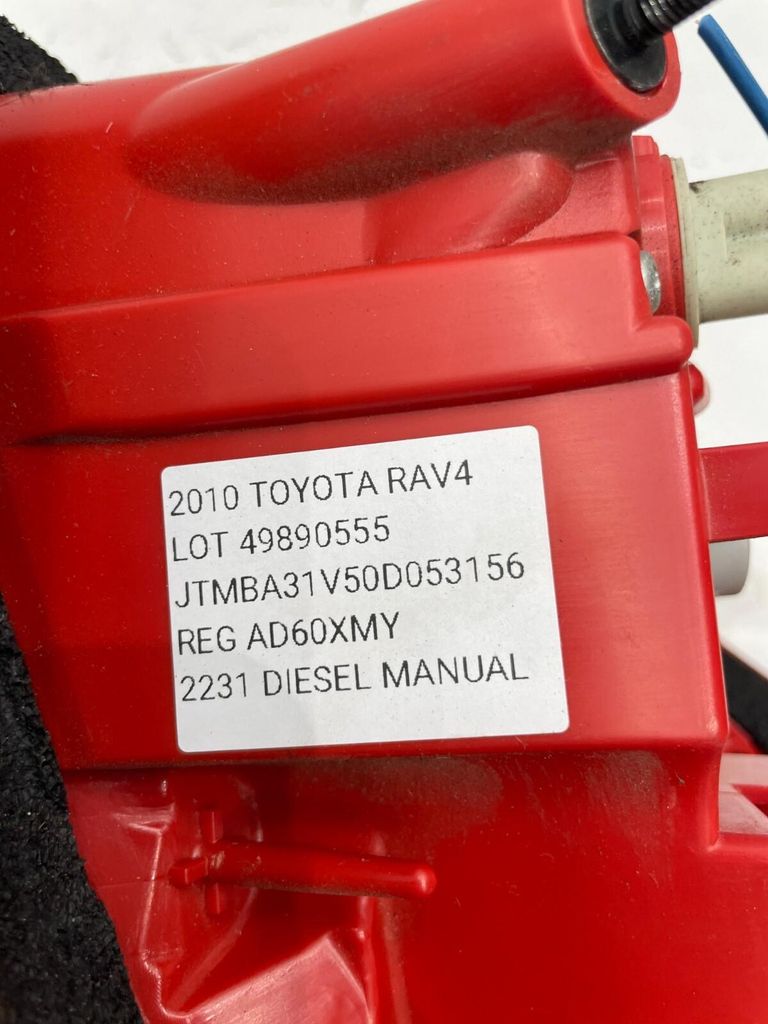 2010 TOYOTA RAV4
LOT 49890555
JTMBA31V50D053156
REG AD60XMY
2231 DIESEL MANUAL